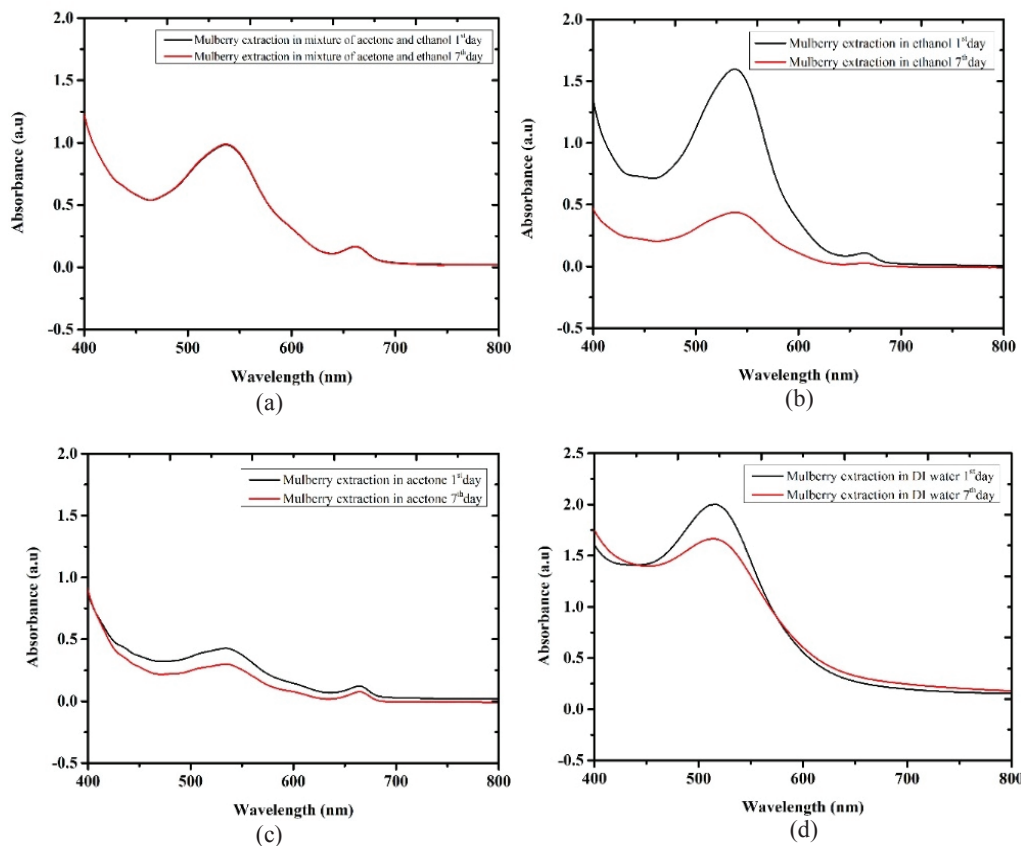 2.0
1.5
1.0
0.5
0.0
-0.5
Absorbance (a.u)
Mulberry extraction in mixture of acetone and ethanol 1st day
Mulberry extraction in mixture of acetone and ethanol 7th day
400 500 600 700 800
Wavelength (nm)
(a)
2.0
1.5
1.0
0.5
0.0
-0.5
Absorbance (a.u)
Mulberry extraction in ethanol 1st day
Mulberry extraction in ethanol 7th day
400 500 600 700 800
Wavelength (nm)
(b)
2.0
1.5
1.0
0.5
0.0
-0.5
Absorbance (a.u)
Mulberry extraction in acetone 1st day
Mulberry extraction in acetone 7th day
400 500 600 700 800
Wavelength (nm)
(c)
2.5
2.0
1.5
1.0
0.5
0.0
-0.5
Absorbance (a.u)
Mulberry extraction in DI water 1st day
Mulberry extraction in DI water 7th day
400 500 600 700 800
Wavelength (nm)
(d)